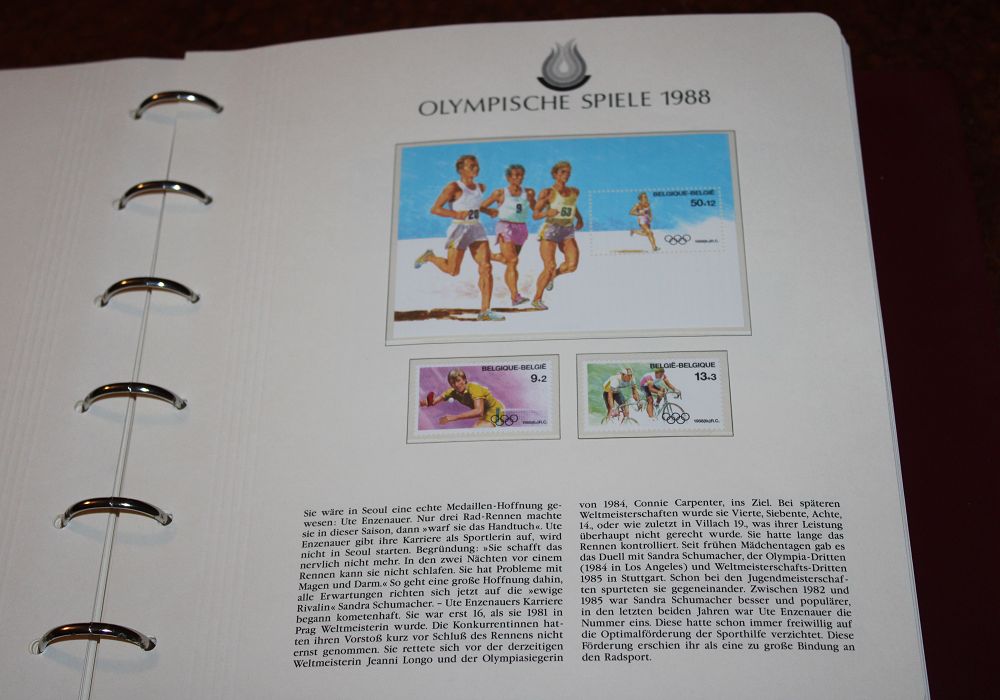 OLYMPISCHE SPIELE 1988
BELGIQUE-BELGIË
50+12
20
9
63
1988©JR.C.
BELGIQUE-BELGIË
9+2
1988©JR.C.
BELGIË-BELGIQUE
13+3
1988©JR.C.
Sie wäre in Seoul eine echte Medaillen-Hoffnung ge-
wesen: Ute Enzenauer. Nur drei Rad-Rennen machte
sie in dieser Saison, dann »warf sie das Handtuch«. Ute
Enzenauer gibt ihre Karriere als Sportlerin auf, wird
nicht in Seoul starten. Begründung: »Sie schafft das
nervlich nicht mehr. In den zwei Nächten vor einem
Rennen kann sie nicht schlafen. Sie hat Probleme mit
Magen und Darm.« So geht eine große Hoffnung dahin,
alle Erwartungen richten sich jetzt auf die »ewige
Rivalin« Sandra Schumacher. – Ute Enzenauers Karriere
begann kometenhaft. Sie war erst 16, als sie 1981 in
Prag Weltmeisterin wurde. Die Konkurrentinnen hat-
ten ihren Vorstoß kurz vor Schluß des Rennens nicht
ernst genommen. Sie rettete sich vor der derzeitigen
Weltmeisterin Jeanni Longo und der Olympiasiegerin
von 1984, Connie Carpenter, ins Ziel. Bei späteren
Weltmeisterschaften wurde sie Vierte, Siebente, Achte,
14., oder wie zuletzt in Villach 19., was ihrer Leistung
überhaupt nicht gerecht wurde. Sie hatte lange das
Rennen kontrolliert. Seit frühen Mädchentagen gab es
das Duell mit Sandra Schumacher, der Olympia-Dritten
(1984 in Los Angeles) und Weltmeisterschafts-Dritten
1985 in Stuttgart. Schon bei den Jugendmeisterschaf-
ten spurteten sie gegeneinander. Zwischen 1982 und
1985 war Sandra Schumacher besser und populärer,
in den letzten beiden Jahren war Ute Enzenauer die
Nummer eins. Diese hatte schon immer freiwillig auf
die Optimalförderung der Sporthilfe verzichtet. Diese
Förderung erschien ihr als eine zu große Bindung an
den Radsport.